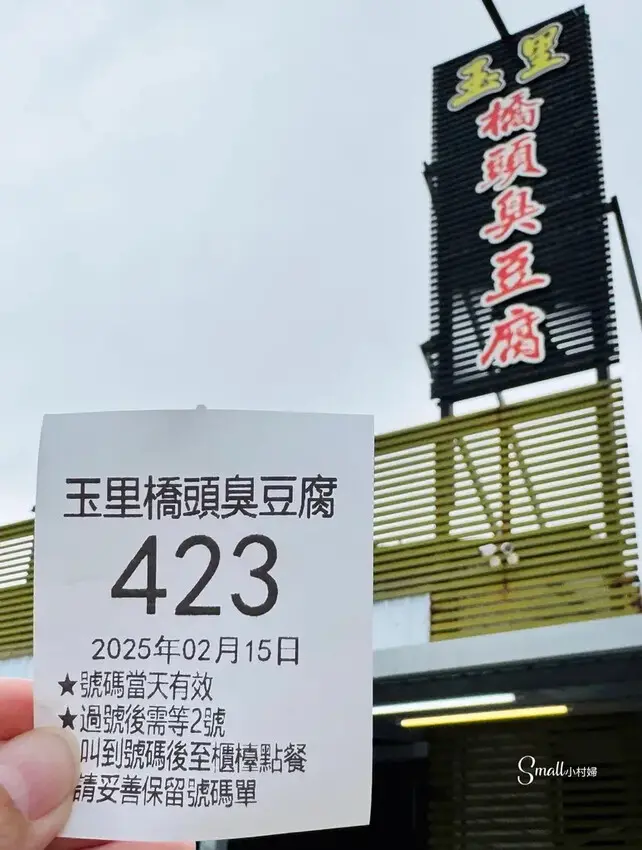 玉里
橋頭臭豆腐
玉里橋頭臭豆腐
423
2025年02月15日
★號碼當天有效
★過號後需等2號
叫到號碼後至櫃檯點餐
請妥善保留號碼單
Small小村婦